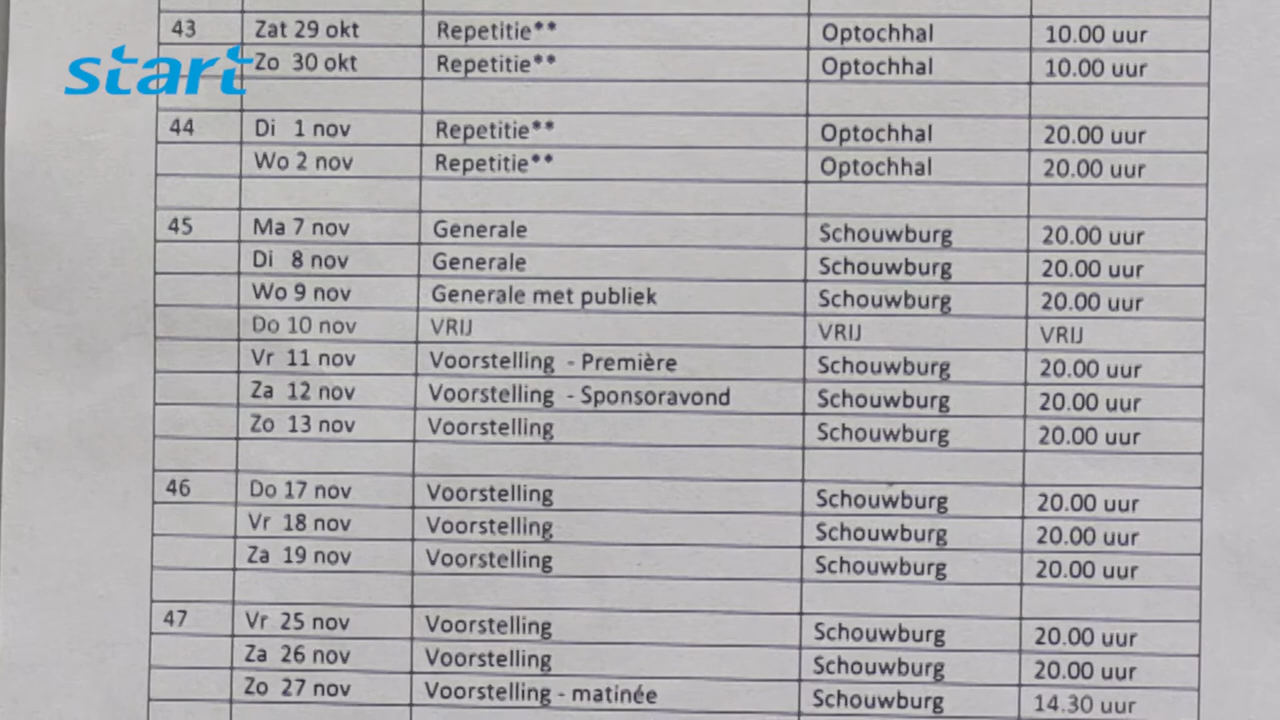 43 Zat 29 okt Repetitie** Optochhal 10.00 uur
start
Zo 30 okt Repetitie** Optochhal 10.00 uur
44 Di 1 nov Repetitie** Optochhal 20.00 uur
Wo 2 nov Repetitie** Optochhal 20.00 uur
45 Ma 7 nov Generale Schouwburg 20.00 uur
Di 8 nov Generale Schouwburg 20.00 uur
Wo 9 nov Generale met publiek Schouwburg 20.00 uur
Do 10 nov VRIJ VRIJ VRIJ
Vr 11 nov Voorstelling - Première Schouwburg 20.00 uur
Za 12 nov Voorstelling - Sponsoravond Schouwburg 20.00 uur
Zo 13 nov Voorstelling Schouwburg 20.00 uur
46 Do 17 nov Voorstelling Schouwburg 20.00 uur
Vr 18 nov Voorstelling Schouwburg 20.00 uur
Za 19 nov Voorstelling Schouwburg 20.00 uur
47 Vr 25 nov Voorstelling Schouwburg 20.00 uur
Za 26 nov Voorstelling Schouwburg 20.00 uur
Zo 27 nov Voorstelling - matinée Schouwburg 14.30 uur